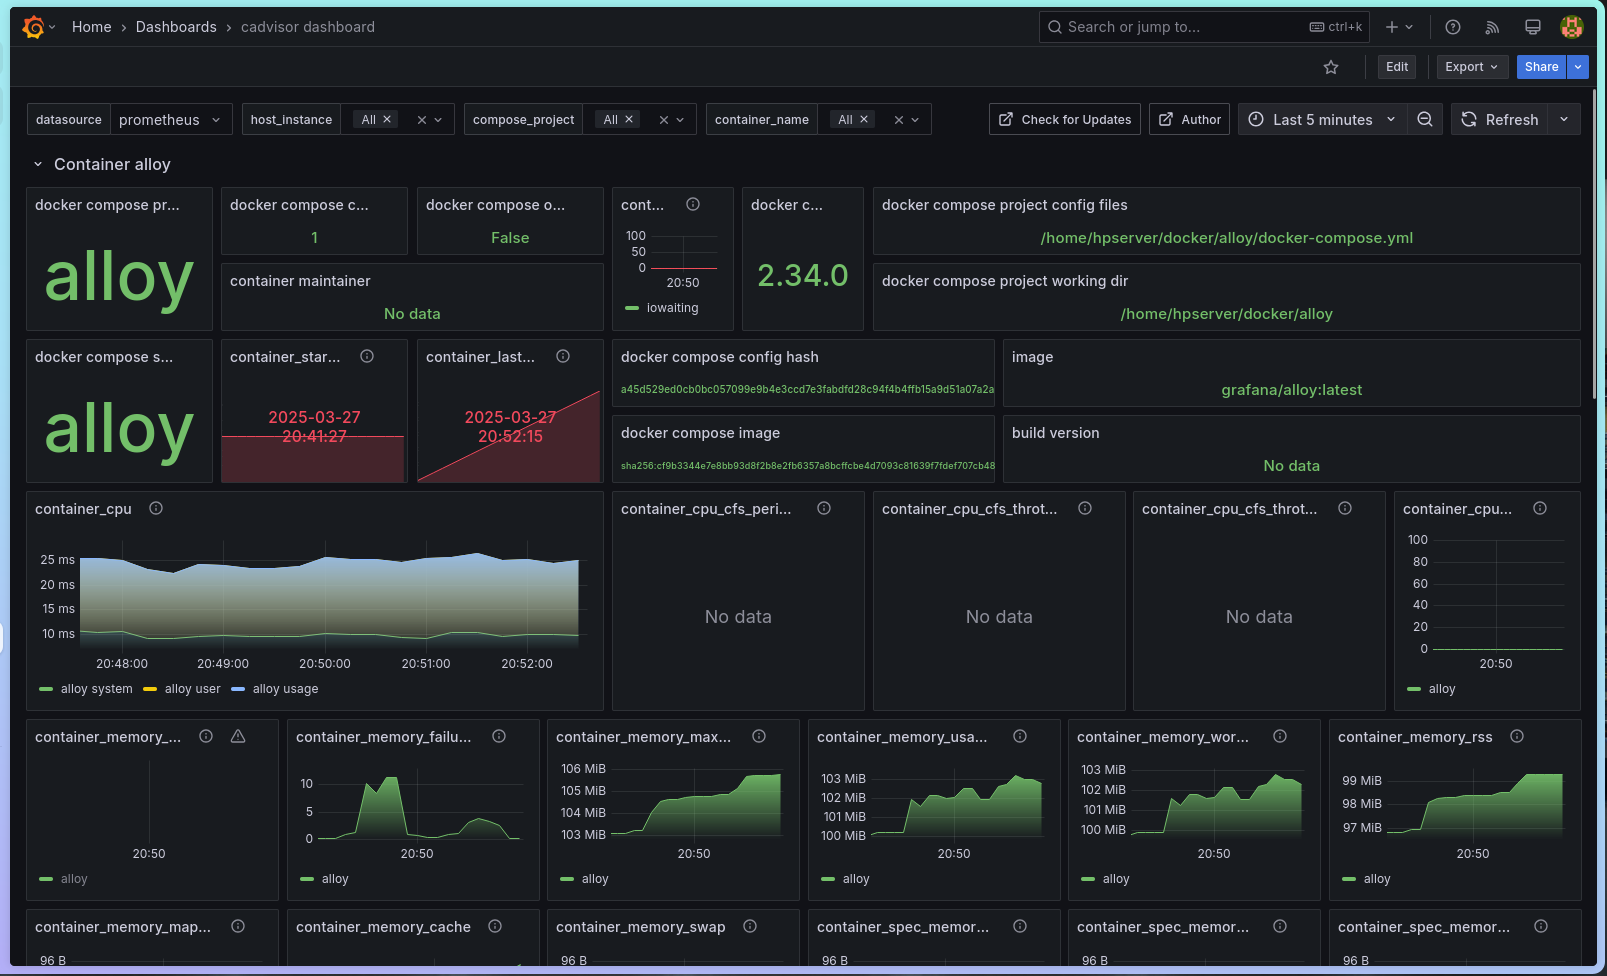 Home › Dashboards › cadvisor dashboard
Search or jump to...
ctrl+k
Edit
Export
Share
datasource
prometheus
host_instance
All
compose_project
All
container_name
All
Check for Updates
Author
Last 5 minutes
Refresh
Container alloy
docker compose pr...
alloy
docker compose c...
1
docker compose o...
False
container maintainer
No data
cont...
100
50
0
20:50
iowaiting
docker c...
2.34.0
docker compose project config files
/home/hpserver/docker/alloy/docker-compose.yml
docker compose project working dir
/home/hpserver/docker/alloy
docker compose s...
alloy
container_star...
2025-03-27
20:41:27
container_last...
2025-03-27
20:52:15
docker compose config hash
a45d529ed0cb0bc057099e9b4e3ccd7e3fabdfd28c94f4b4ffb15a9d51a07a2a
docker compose image
sha256:cf9b3344e7e8bb93d8f2b8e2fb6357a8bcffcbe4d7093c81639f7fdef707cb48
image
grafana/alloy:latest
build version
No data
container_cpu
25 ms
20 ms
15 ms
10 ms
20:48:00
20:49:00
20:50:00
20:51:00
20:52:00
alloy system
alloy user
alloy usage
container_cpu_cfs_peri...
No data
container_cpu_cfs_throt...
No data
container_cpu_cfs_throt...
No data
container_cpu...
100
80
60
40
20
0
20:50
alloy
container_memory_...
20:50
alloy
container_memory_failu...
10
5
0
20:50
alloy
container_memory_max...
106 MiB
105 MiB
104 MiB
103 MiB
20:50
alloy
container_memory_usa...
103 MiB
102 MiB
101 MiB
100 MiB
20:50
alloy
container_memory_wor...
103 MiB
102 MiB
101 MiB
100 MiB
20:50
alloy
container_memory_rss
99 MiB
98 MiB
97 MiB
20:50
alloy
container_memory_map...
96 B
container_memory_cache
container_memory_swap
96 B
container_spec_memor...
96 B
container_spec_memor...
96 B
container_spec_memor...
96 B